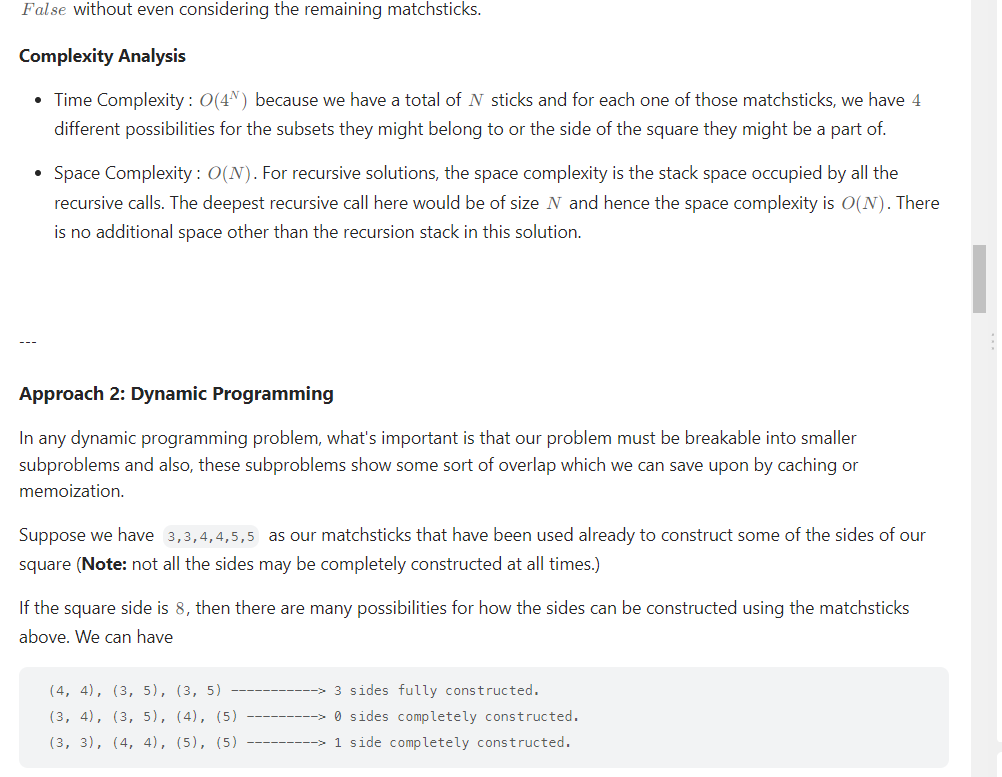 False without even considering the remaining matchsticks.
Complexity Analysis
• Time Complexity : O(4^N) because we have a total of N sticks and for each one of those matchsticks, we have 4
different possibilities for the subsets they might belong to or the side of the square they might be a part of.
• Space Complexity : O(N). For recursive solutions, the space complexity is the stack space occupied by all the
recursive calls. The deepest recursive call here would be of size N and hence the space complexity is O(N). There
is no additional space other than the recursion stack in this solution.
---
Approach 2: Dynamic Programming
In any dynamic programming problem, what's important is that our problem must be breakable into smaller
subproblems and also, these subproblems show some sort of overlap which we can save upon by caching or
memoization.
Suppose we have 3,3,4,4,5,5 as our matchsticks that have been used already to construct some of the sides of our
square (Note: not all the sides may be completely constructed at all times.)
If the square side is 8, then there are many possibilities for how the sides can be constructed using the matchsticks
above. We can have
(4, 4), (3, 5), (3, 5) -----------> 3 sides fully constructed.
(3, 4), (3, 5), (4), (5) ---------> 0 sides completely constructed.
(3, 3), (4, 4), (5), (5) ---------> 1 side completely constructed.